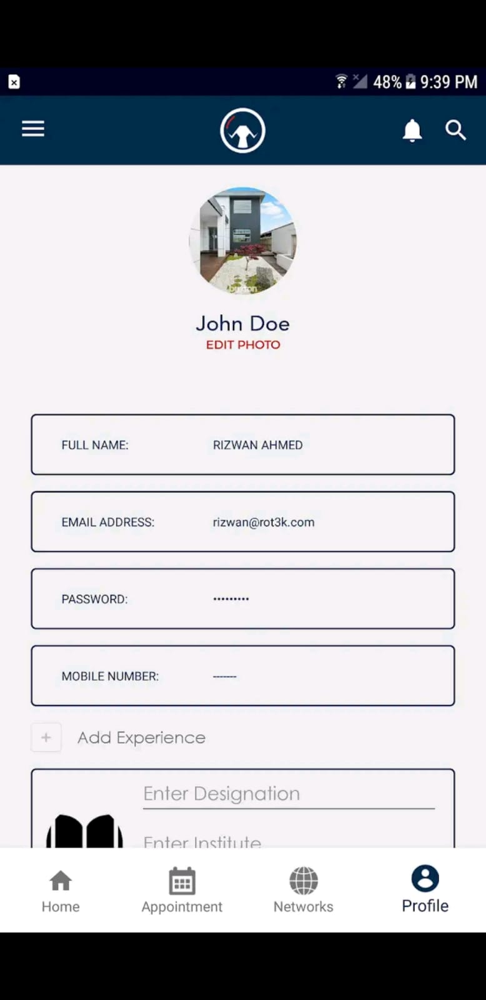 48% 9:39 PM
buxton
John Doe
EDIT PHOTO
FULL NAME: RIZWAN AHMED
EMAIL ADDRESS: rizwan@rot3k.com
PASSWORD: •••••••••
MOBILE NUMBER: -------
+ Add Experience
Enter Designation
Enter Institute
Home Appointment Networks Profile